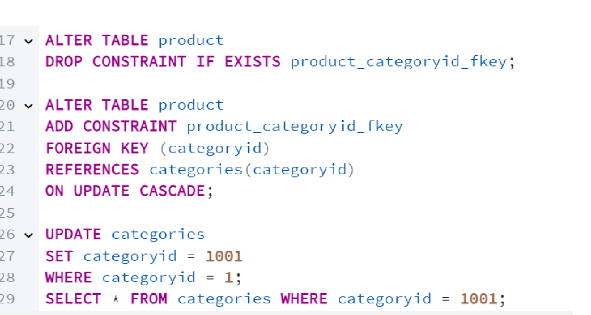 17 ALTER TABLE product
18 DROP CONSTRAINT IF EXISTS product_categoryid_fkey;
19
20 ALTER TABLE product
21 ADD CONSTRAINT product_categoryid_fkey
22 FOREIGN KEY (categoryid)
23 REFERENCES categories(categoryid)
24 ON UPDATE CASCADE;
25
26 UPDATE categories
27 SET categoryid = 1001
28 WHERE categoryid = 1;
29 SELECT * FROM categories WHERE categoryid = 1001;